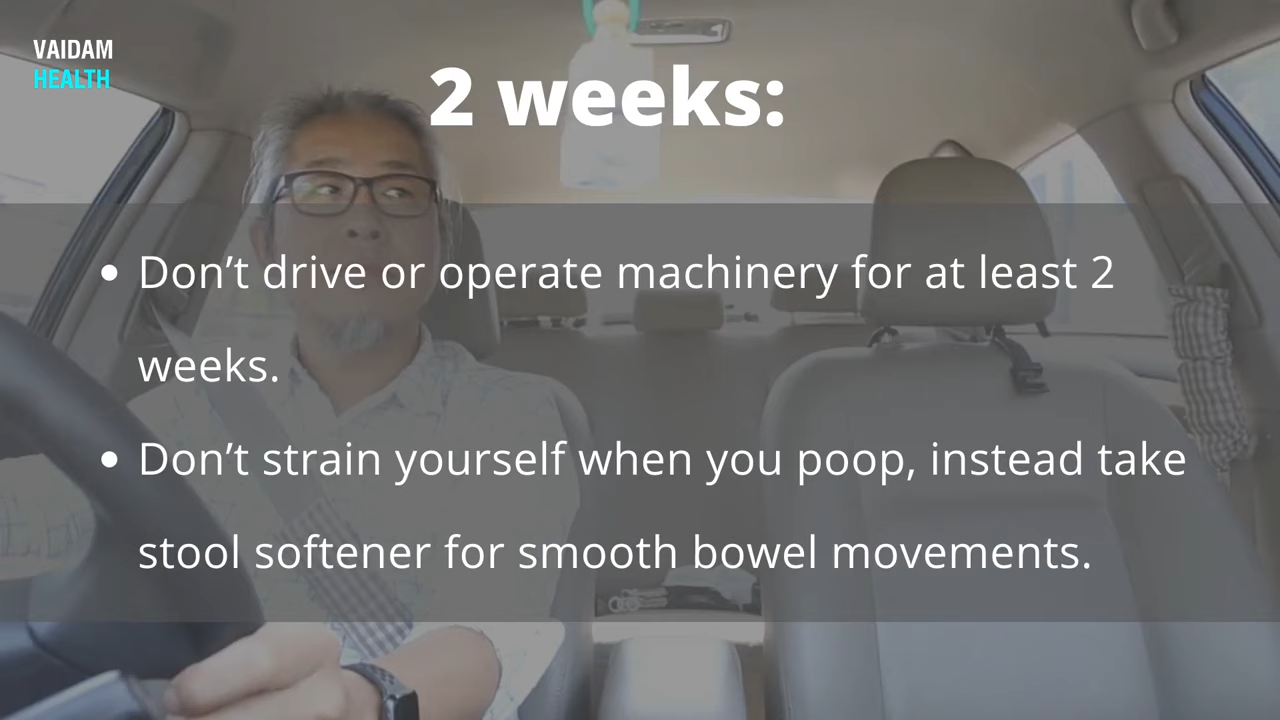 VAIDAM
HEALTH
2 weeks:
• Don’t drive or operate machinery for at least 2
weeks.
• Don’t strain yourself when you poop, instead take
stool softener for smooth bowel movements.